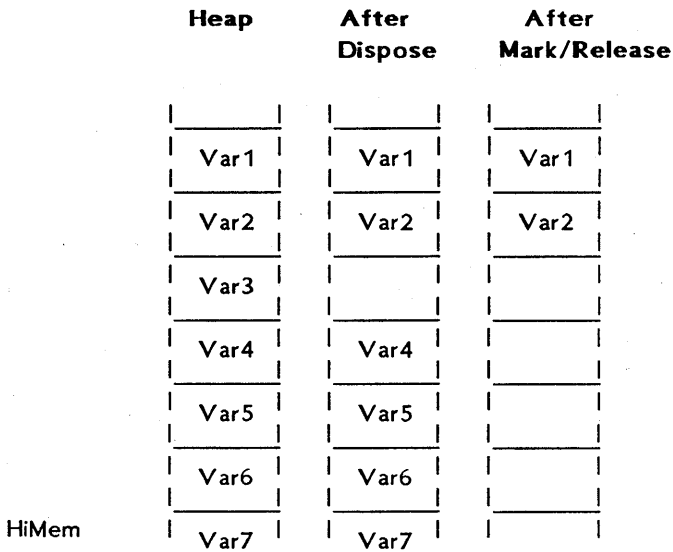 Heap After After
Dispose Mark/Release
Var1 Var1 Var1
Var2 Var2 Var2
Var3
Var4 Var4
Var5 Var5
Var6 Var6
HiMem Var7 Var7